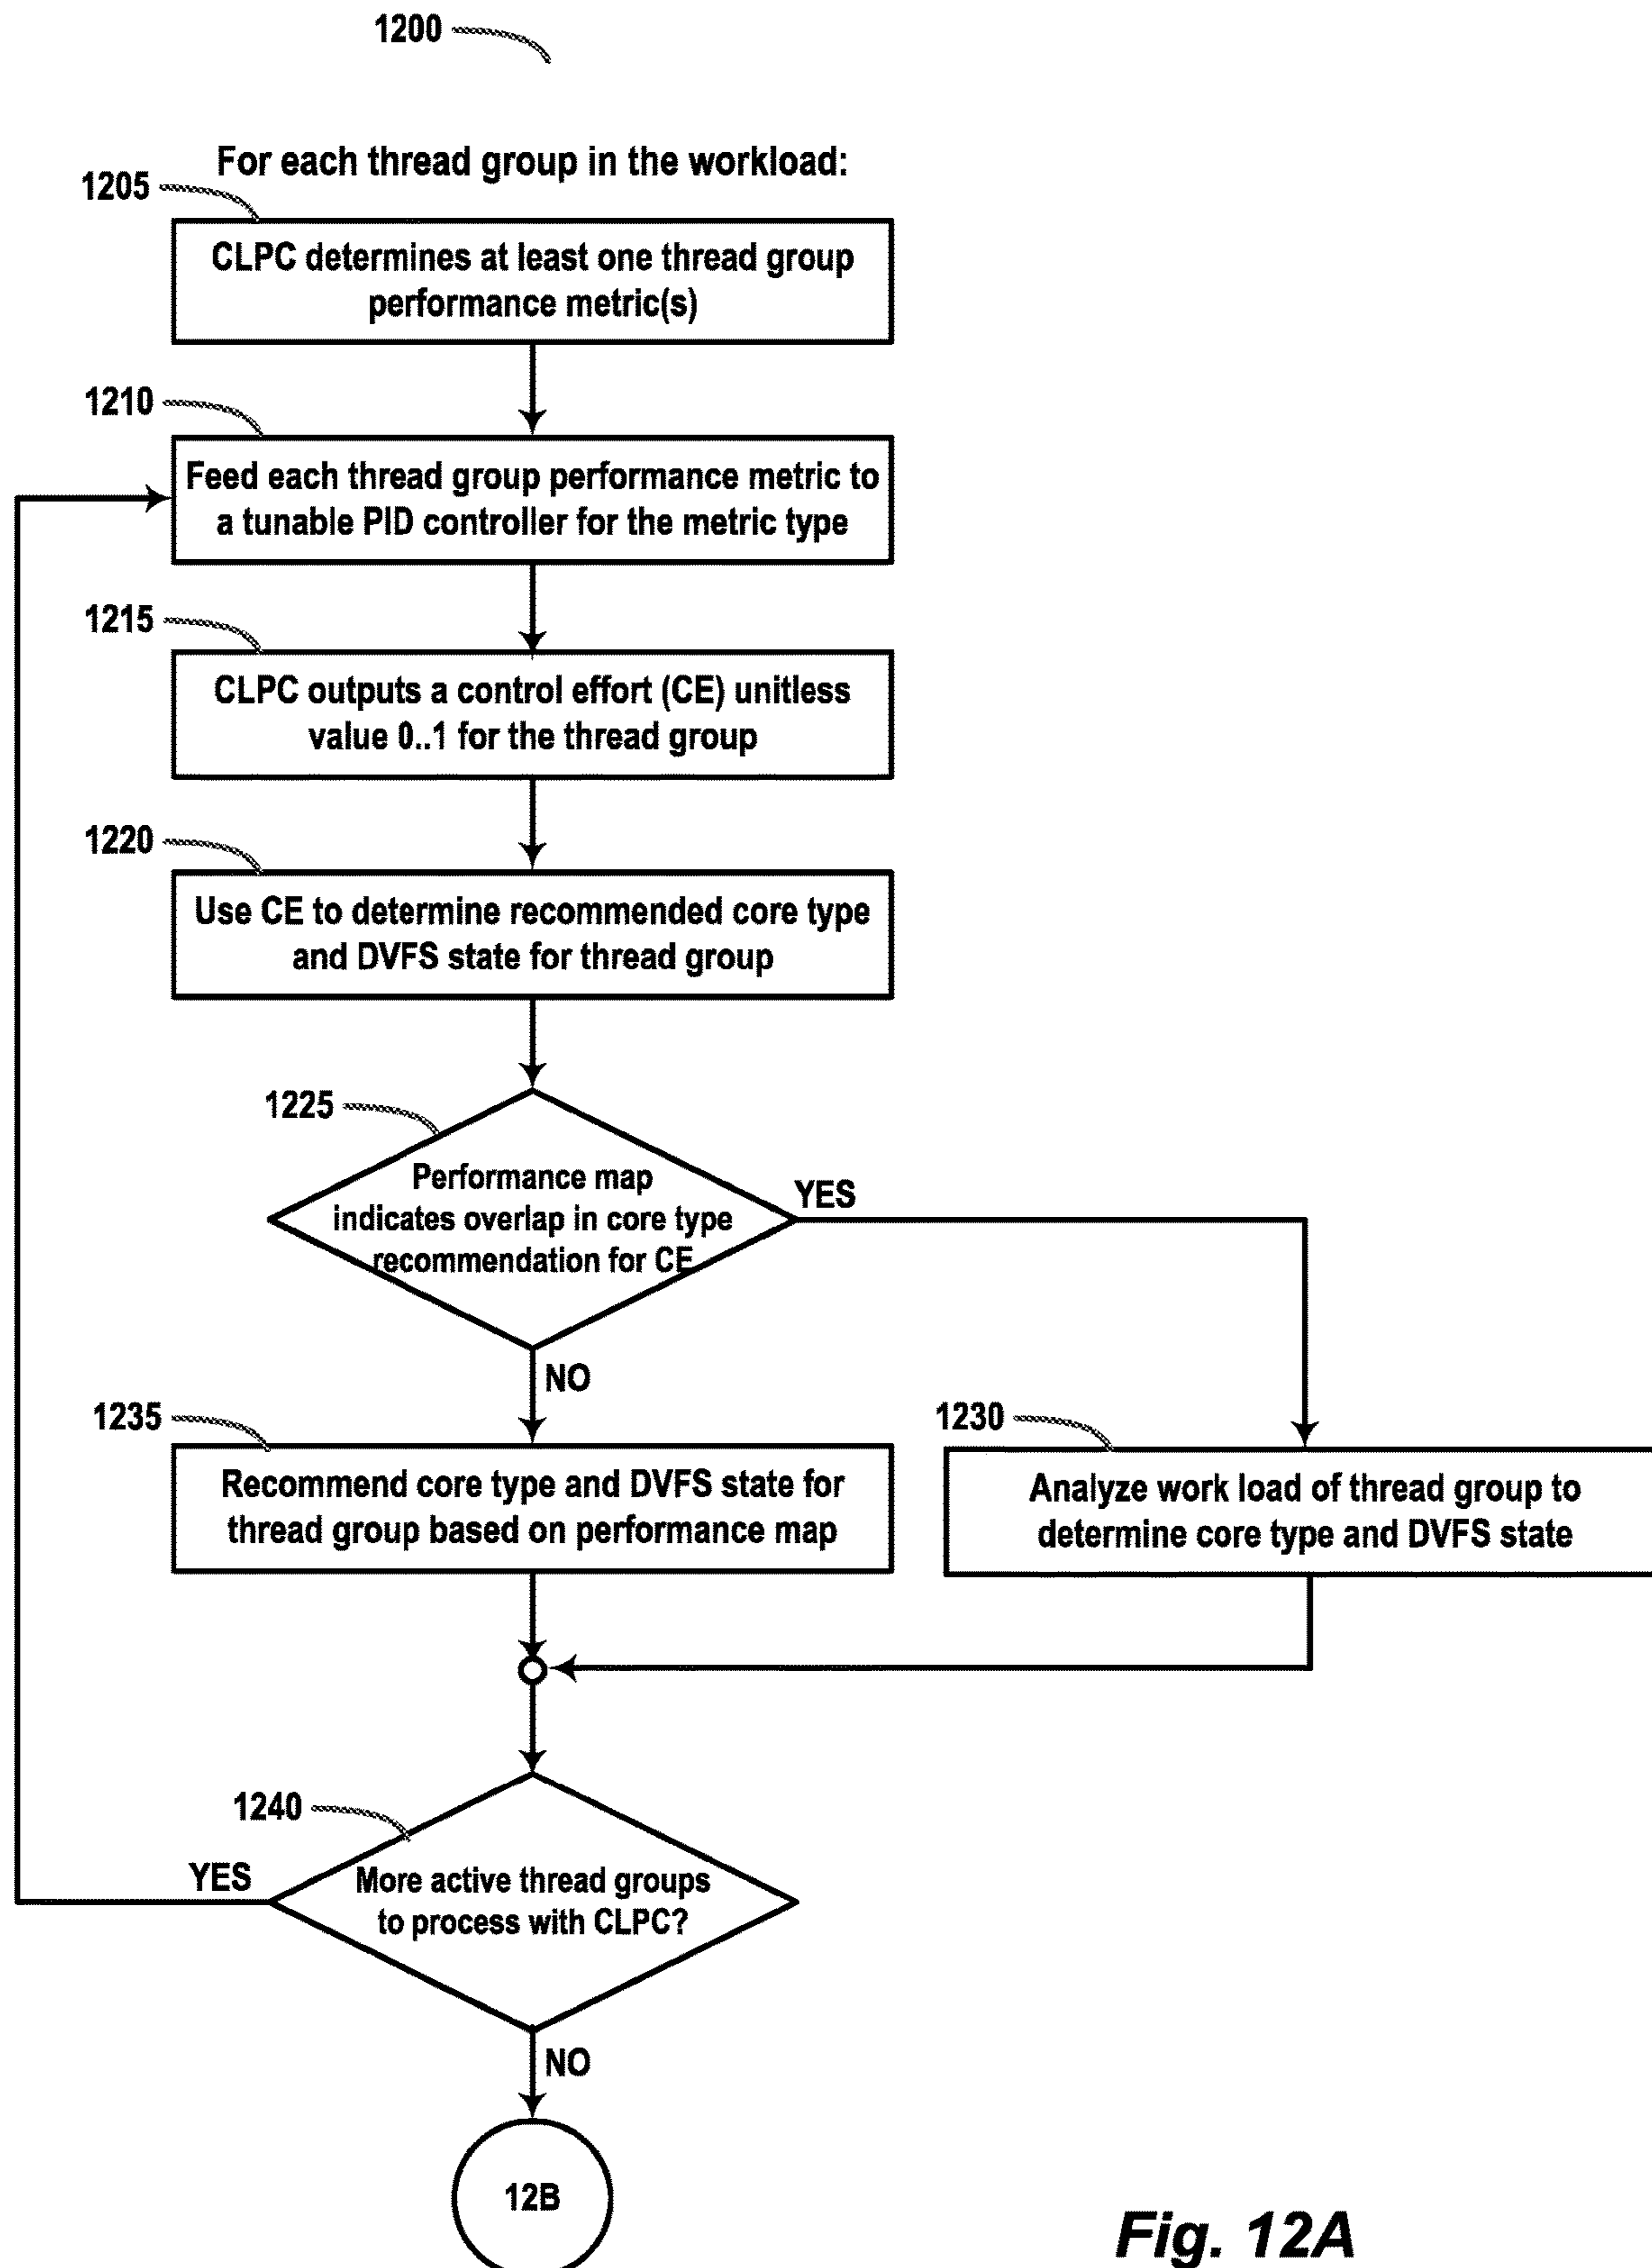 1200
For each thread group in the workload:
1205
CLPC determines at least one thread group
performance metric(s)
1210
Feed each thread group performance metric to
a tunable PID controller for the metric type
1215
CLPC outputs a control effort (CE) unitless
value 0..1 for the thread group
1220
Use CE to determine recommended core type
and DVFS state for thread group
1225
Performance map
indicates overlap in core type
recommendation for CE
YES
NO
1235
Recommend core type and DVFS state for
thread group based on performance map
1230
Analyze work load of thread group to
determine core type and DVFS state
1240
More active thread groups
to process with CLPC?
YES
NO
12B
Fig. 12A